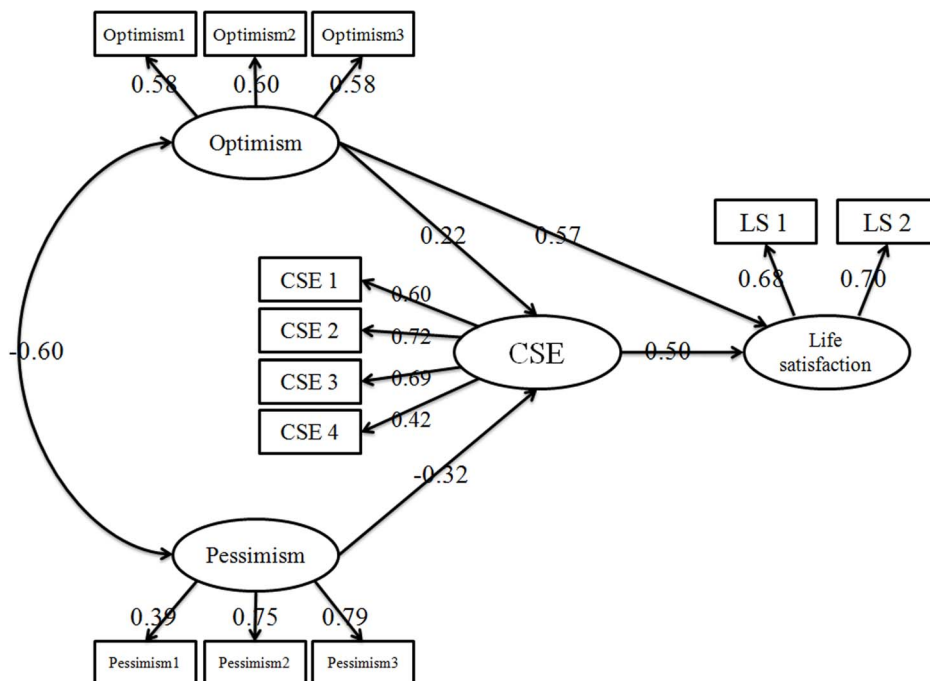 Optimism1 Optimism2 Optimism3
0.58 0.60 0.58
Optimism
0.22 0.57
LS 1 LS 2
0.68 0.70
CSE 1
0.60
CSE 2
0.72
CSE 3
0.69
CSE 4
0.42
CSE
0.50
Life
satisfaction
-0.60
-0.32
Pessimism
0.39 0.75 0.79
Pessimism1 Pessimism2 Pessimism3